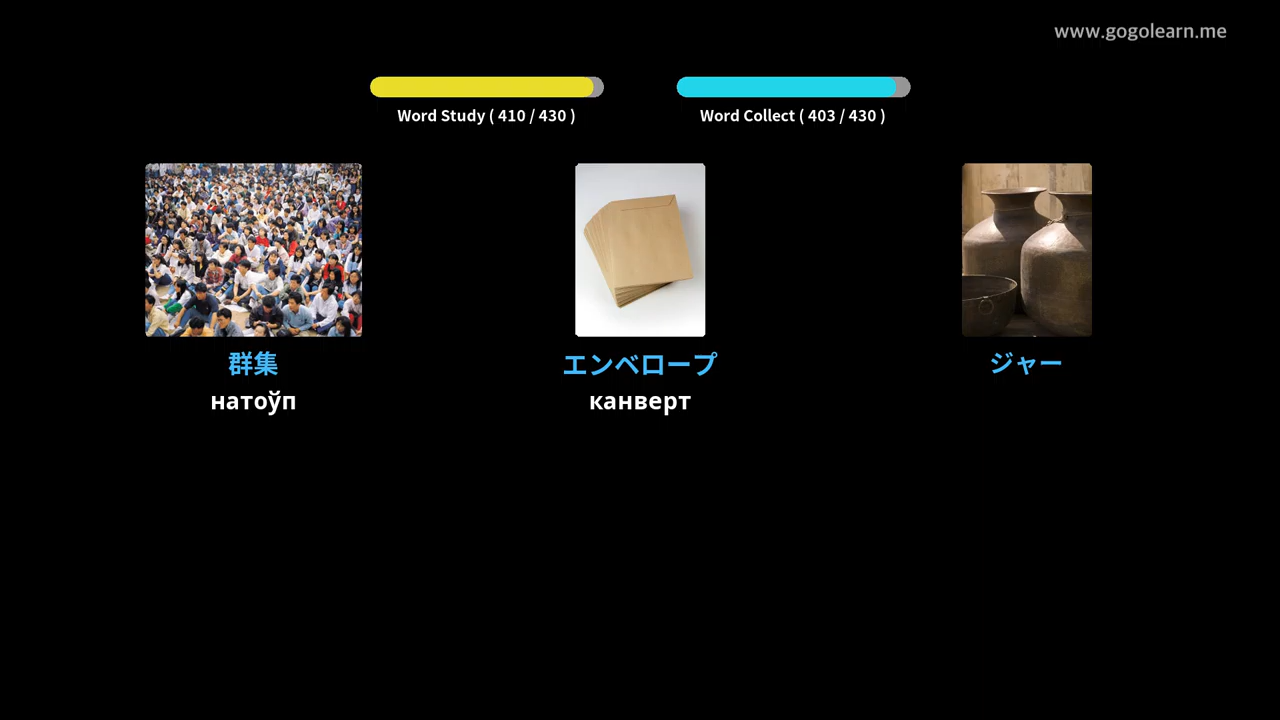 www.gogolearn.me
Word Study ( 410 / 430 )
Word Collect ( 403 / 430 )
群集
エンベロープ
ジャー
натоўп
канверт